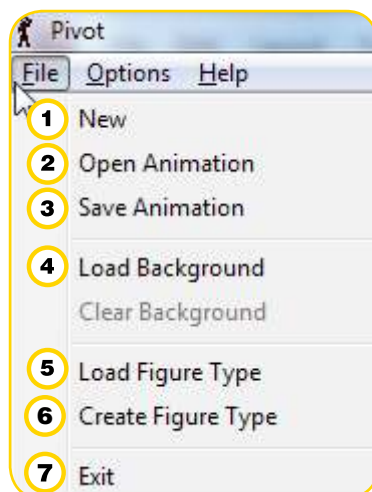 Pivot
File Options Help
1 New
2 Open Animation
3 Save Animation
4 Load Background
Clear Background
5 Load Figure Type
6 Create Figure Type
7 Exit